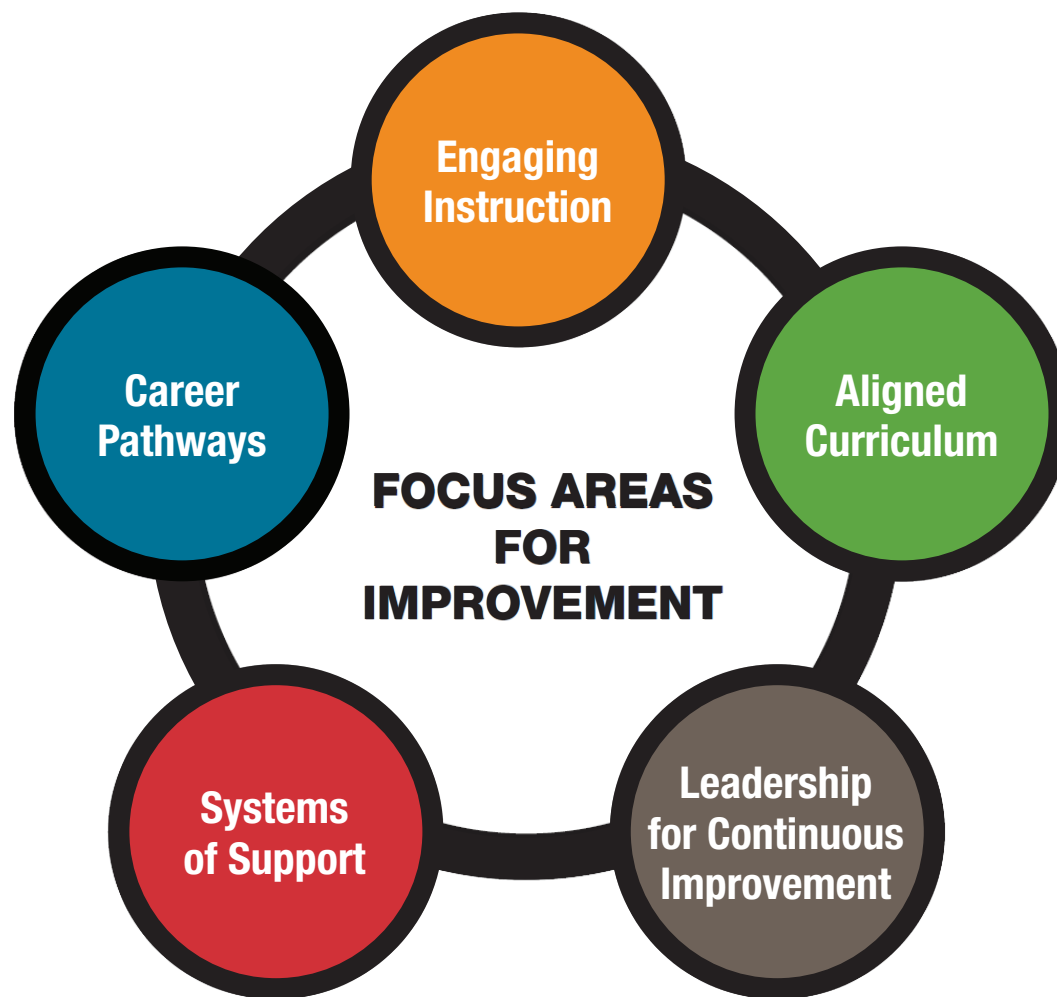 Engaging
Instruction
Aligned
Curriculum
Leadership
for Continuous
Improvement
Systems
of Support
Career
Pathways
FOCUS AREAS
FOR
IMPROVEMENT